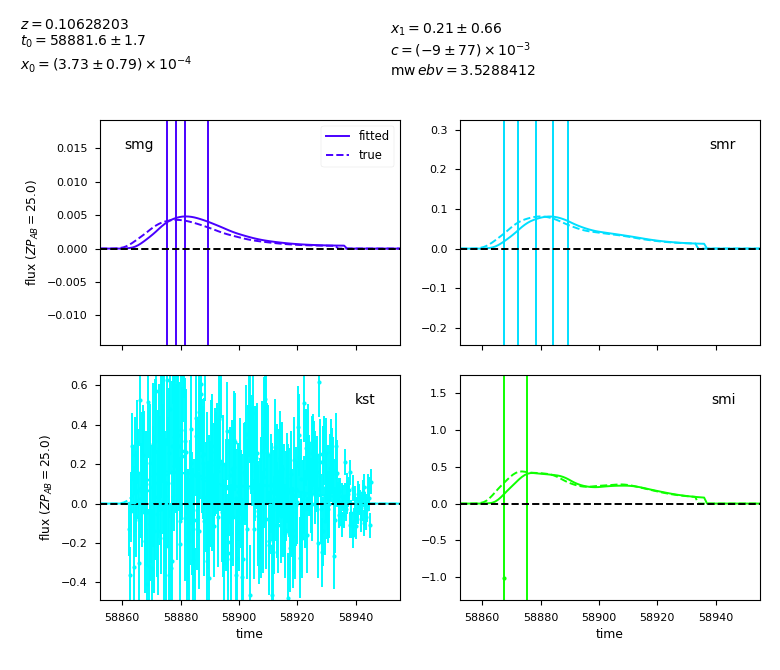 z = 0.10628203
t₀ = 58881.6 ± 1.7
x₀ = (3.73 ± 0.79) × 10⁻⁴
x₁ = 0.21 ± 0.66
c = (−9 ± 77) × 10⁻³
mw ebv = 3.5288412
smg
fitted
true
0.015
0.010
0.005
0.000
−0.005
−0.010
flux (ZP_AB = 25.0)
smr
0.3
0.2
0.1
0.0
−0.1
−0.2
kst
0.6
0.4
0.2
0.0
−0.2
−0.4
flux (ZP_AB = 25.0)
58860 58880 58900 58920 58940
time
smi
1.5
1.0
0.5
0.0
−0.5
−1.0
58860 58880 58900 58920 58940
time